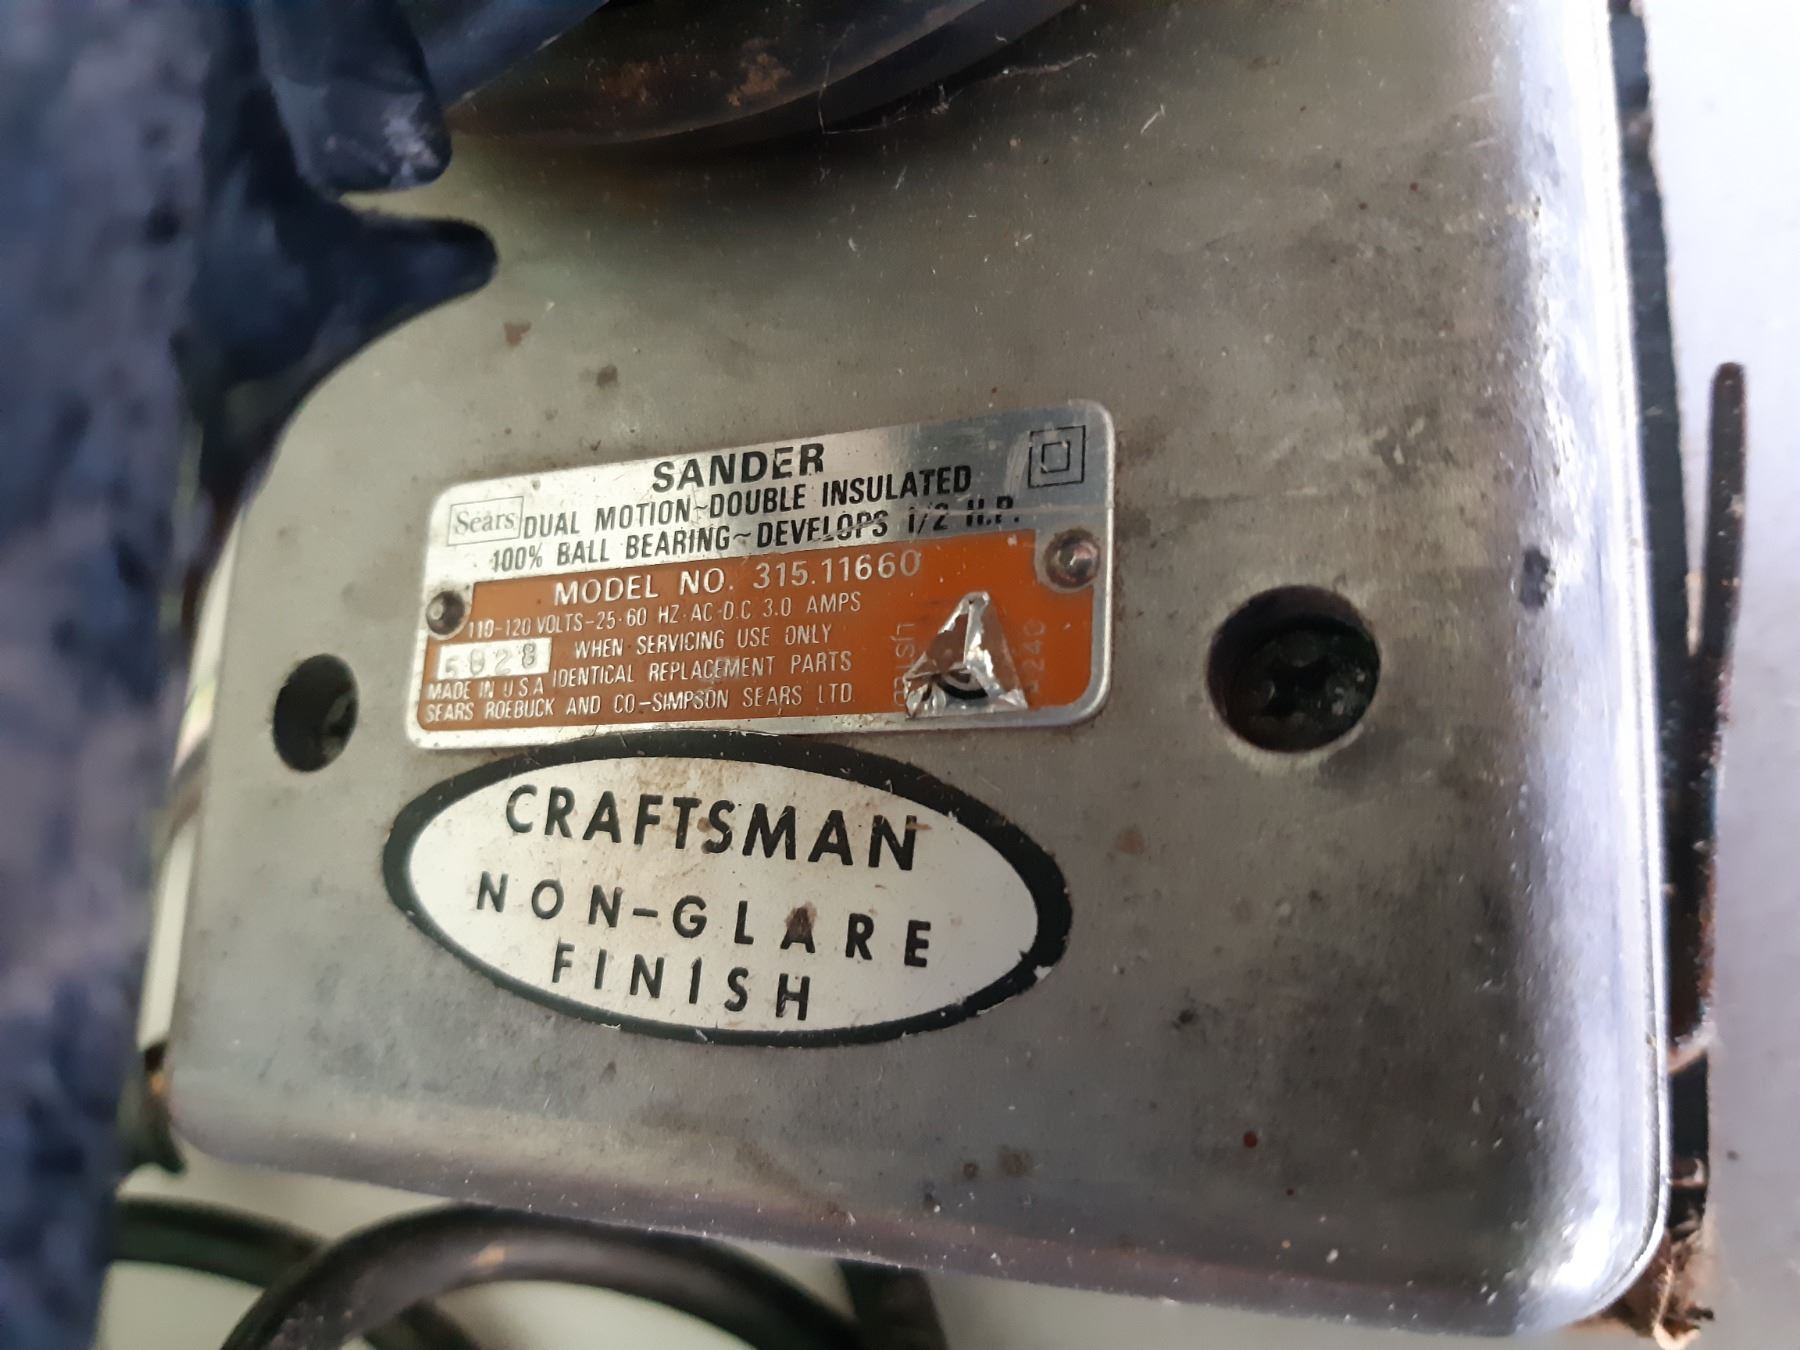 SANDER
Sears DUAL MOTION~DOUBLE INSULATED
100% BALL BEARING~DEVELOPS 1/2 H.P.
MODEL NO. 315.11660
110-120 VOLTS-25-60 HZ-AC-D.C 3.0 AMPS
WHEN SERVICING USE ONLY
IDENTICAL REPLACEMENT PARTS
MADE IN U S A
SEARS ROEBUCK AND CO-SIMPSON SEARS LTD.
CRAFTSMAN
NON-GLARE
FINISH